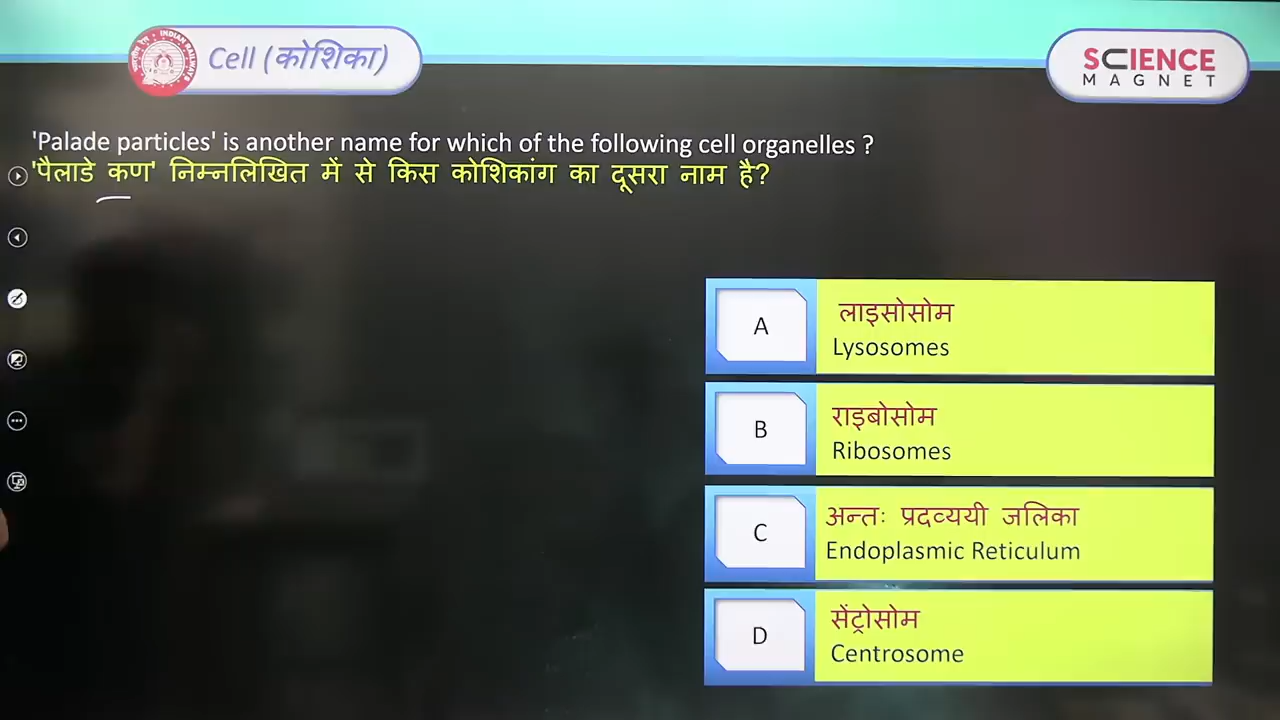 Cell (कोशिका)
SCIENCE
MAGNET
'Palade particles' is another name for which of the following cell organelles ?
'पैलाडे कण' निम्नलिखित में से किस कोशिकांग का दूसरा नाम है?
A
लाइसोसोम
Lysosomes
B
राइबोसोम
Ribosomes
C
अन्तः प्रदव्ययी जलिका
Endoplasmic Reticulum
D
सेंट्रोसोम
Centrosome